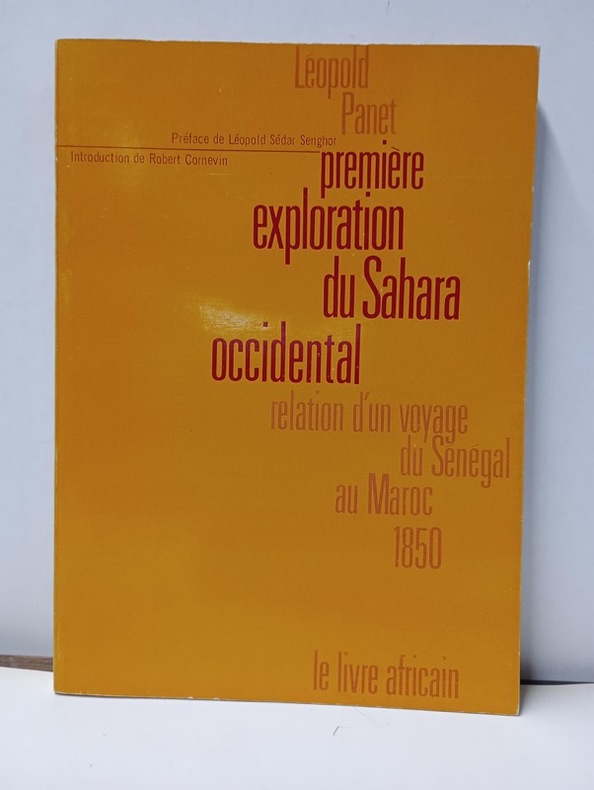 Léopold
Panet
Préface de Léopold Sédar Senghor
Introduction de Robert Cornevin
première
exploration
du Sahara
occidental
relation d'un voyage
du Sénégal
au Maroc
1850
le livre africain